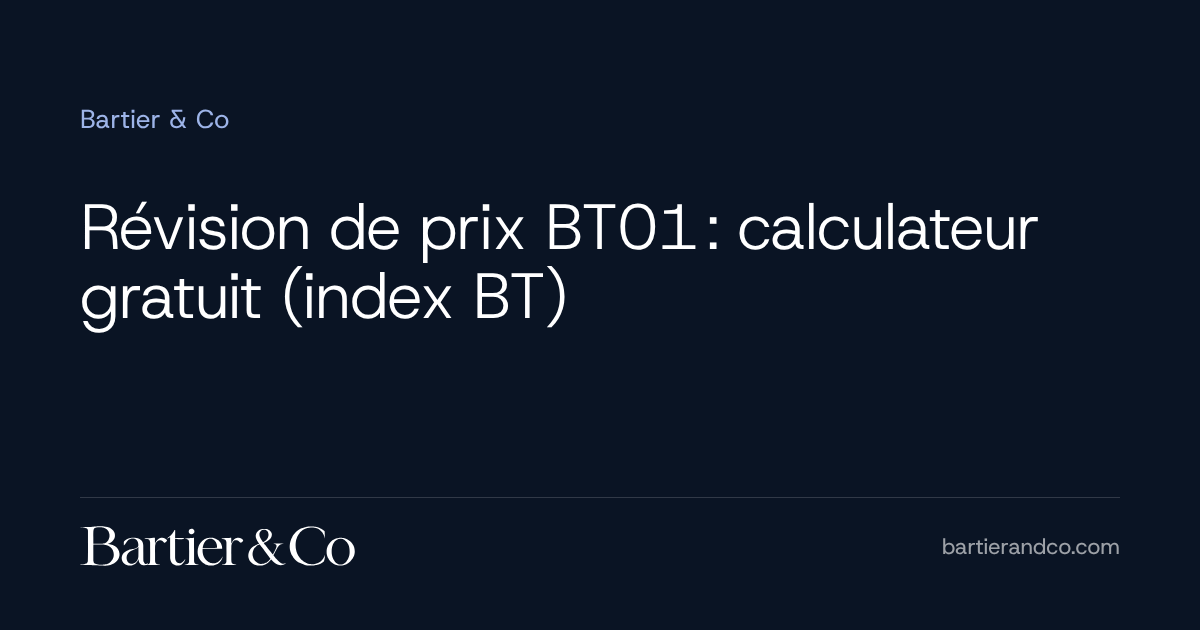 Bartier & Co
Révision de prix BT01 : calculateur
gratuit (index BT)
Bartier & Co
bartierandco.com